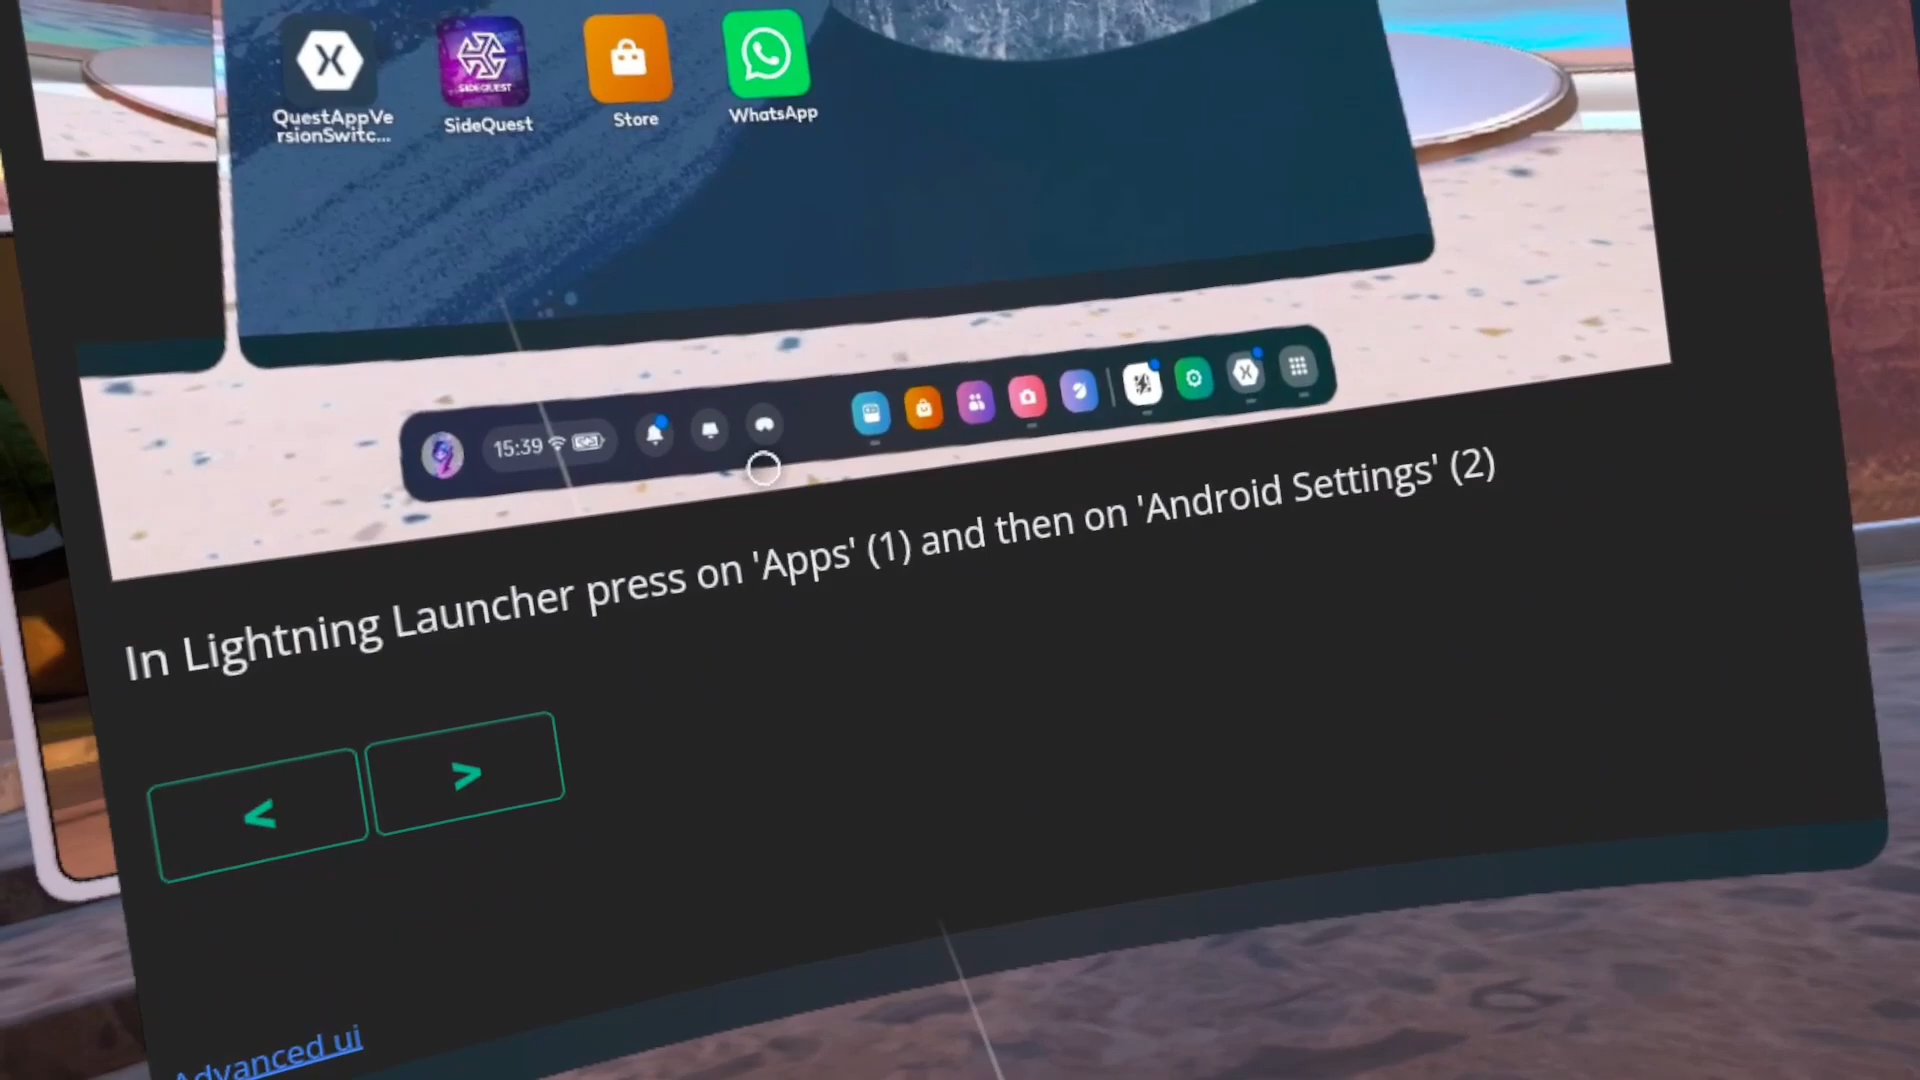 QuestAppVe
rsionSwitc...
SIDEQUEST
SideQuest
Store
WhatsApp
15:39
In Lightning Launcher press on 'Apps' (1) and then on 'Android Settings' (2)
<
>
Advanced ui